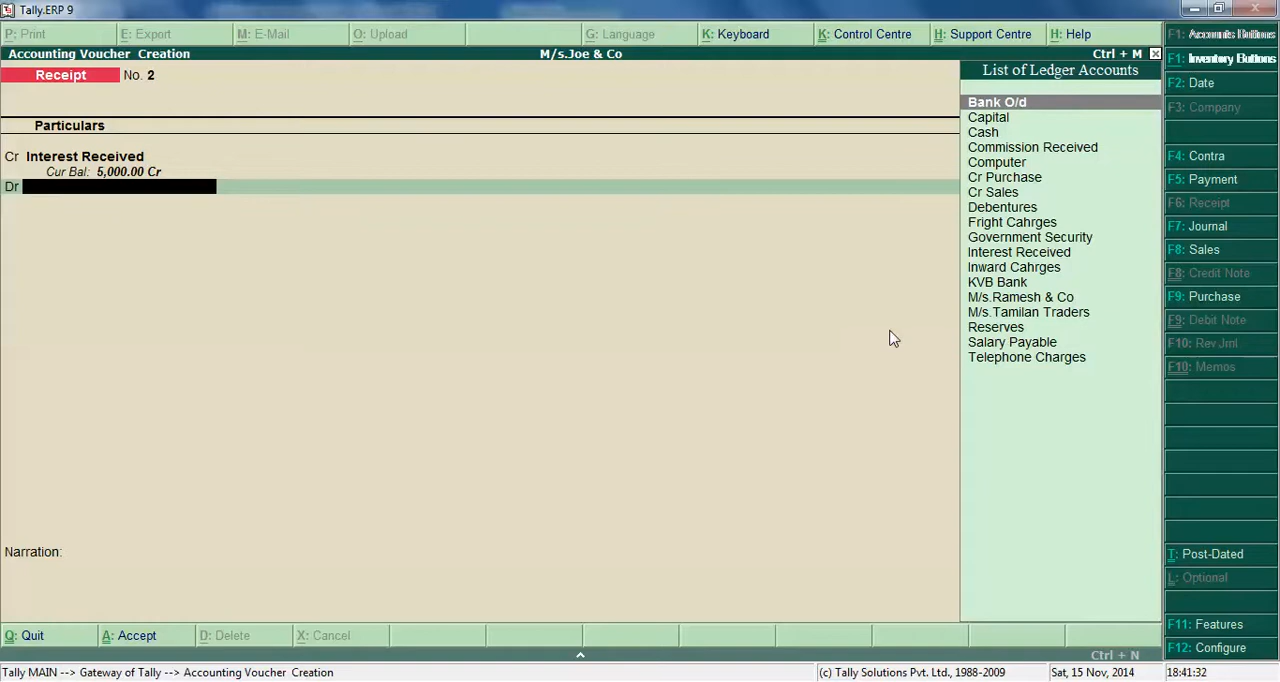 Tally.ERP 9
P: Print E: Export M: E-Mail O: Upload G: Language K: Keyboard K: Control Centre H: Support Centre H: Help
Accounting Voucher Creation M/s.Joe & Co Ctrl + M
Receipt No. 2
Particulars
Cr Interest Received
Cur Bal: 5,000.00 Cr
Dr
Narration:
List of Ledger Accounts
Bank O/d
Capital
Cash
Commission Received
Computer
Cr Purchase
Cr Sales
Debentures
Fright Cahrges
Government Security
Interest Received
Inward Cahrges
KVB Bank
M/s.Ramesh & Co
M/s.Tamilan Traders
Reserves
Salary Payable
Telephone Charges
F1: Accounts Buttons
F1: Inventory Buttons
F2: Date
F3: Company
F4: Contra
F5: Payment
F6: Receipt
F7: Journal
F8: Sales
F8: Credit Note
F9: Purchase
F9: Debit Note
F10: Rev Jrnl
F10: Memos
T: Post-Dated
L: Optional
F11: Features
F12: Configure
Q: Quit A: Accept D: Delete X: Cancel
Ctrl + N
Tally MAIN --> Gateway of Tally --> Accounting Voucher Creation (c) Tally Solutions Pvt. Ltd., 1988-2009 Sat, 15 Nov, 2014 18:41:32